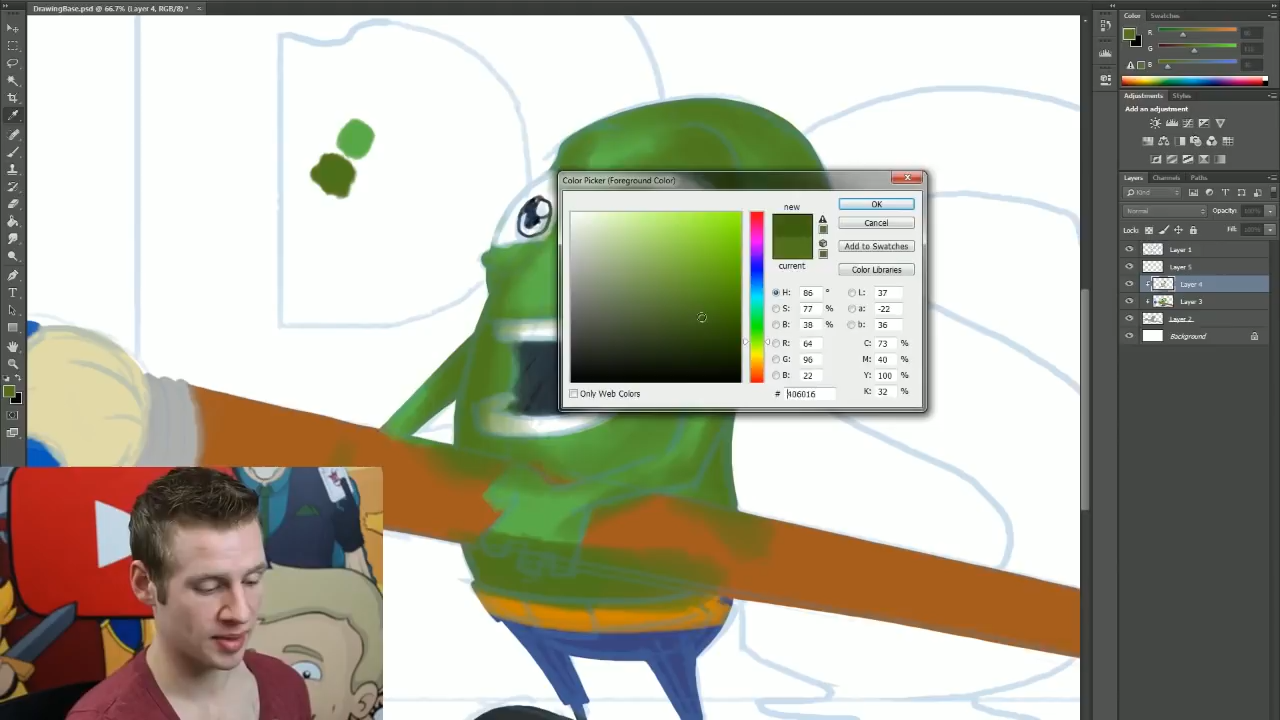 DrawingBase.psd @ 66.7% (Layer 4, RGB/8) *
Color Swatches
R
G
B
Adjustments Styles
Add an adjustment
Layers Channels Paths
Kind
Normal Opacity:
Locks: Fill:
Layer 1
Layer 5
Layer 4
Layer 3
Layer 2
Background
Color Picker (Foreground Color)
new
current
OK
Cancel
Add to Swatches
Color Libraries
H: 86 ° L: 37
S: 77 % a: -22
B: 38 % b: 36
R: 64 C: 73 %
G: 96 M: 40 %
B: 22 Y: 100 %
# 406016 K: 32 %
Only Web Colors